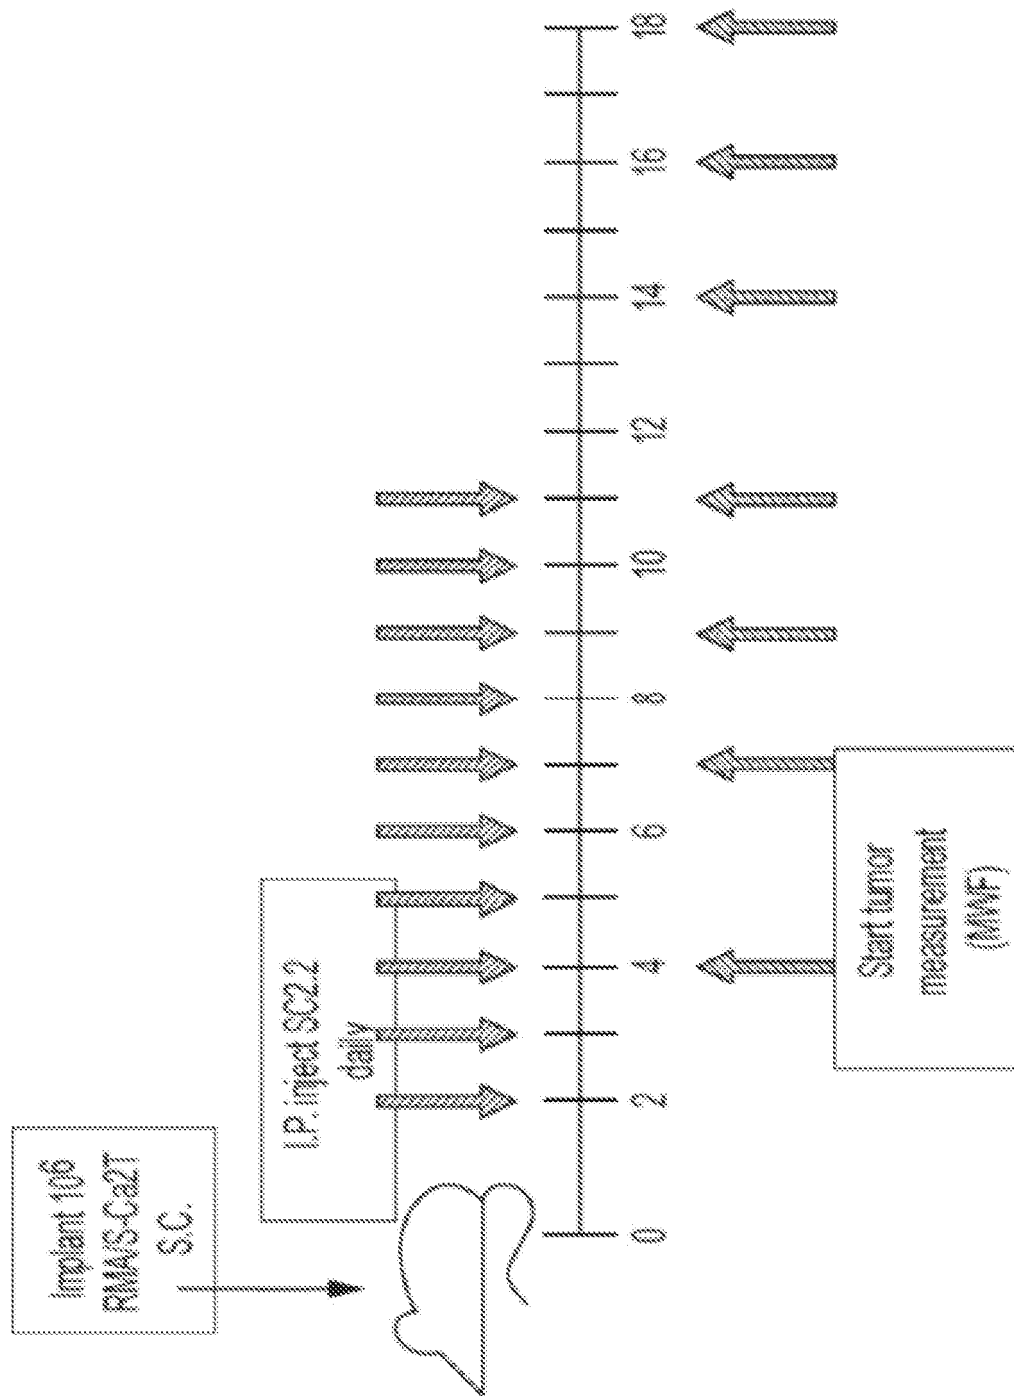 Implant 10⁶
RMA/S-Ca2T
S.C.
I.P. inject SC2.2
daily
0 2 4 6 8 10 12 14 16 18
Start tumor
measurement
(MWF)